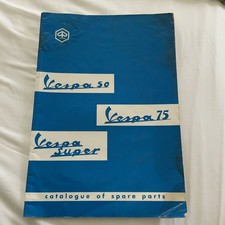 Vespa 50
Vespa 75
Vespa
Super
catalogue of spare parts